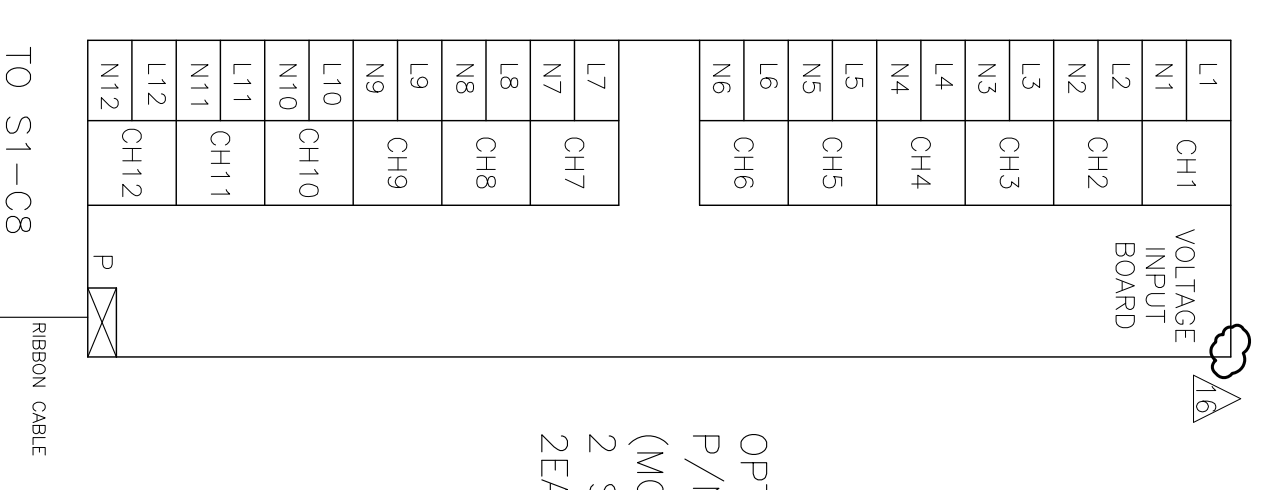 L1
N1
CH1
L2
N2
CH2
L3
N3
CH3
L4
N4
CH4
L5
N5
CH5
L6
N6
CH6
L7
N7
CH7
L8
N8
CH8
L9
N9
CH9
L10
N10
CH10
L11
N11
CH11
L12
N12
CH12
VOLTAGE
INPUT
BOARD
16
P
RIBBON CABLE
TO S1-C8
2 S